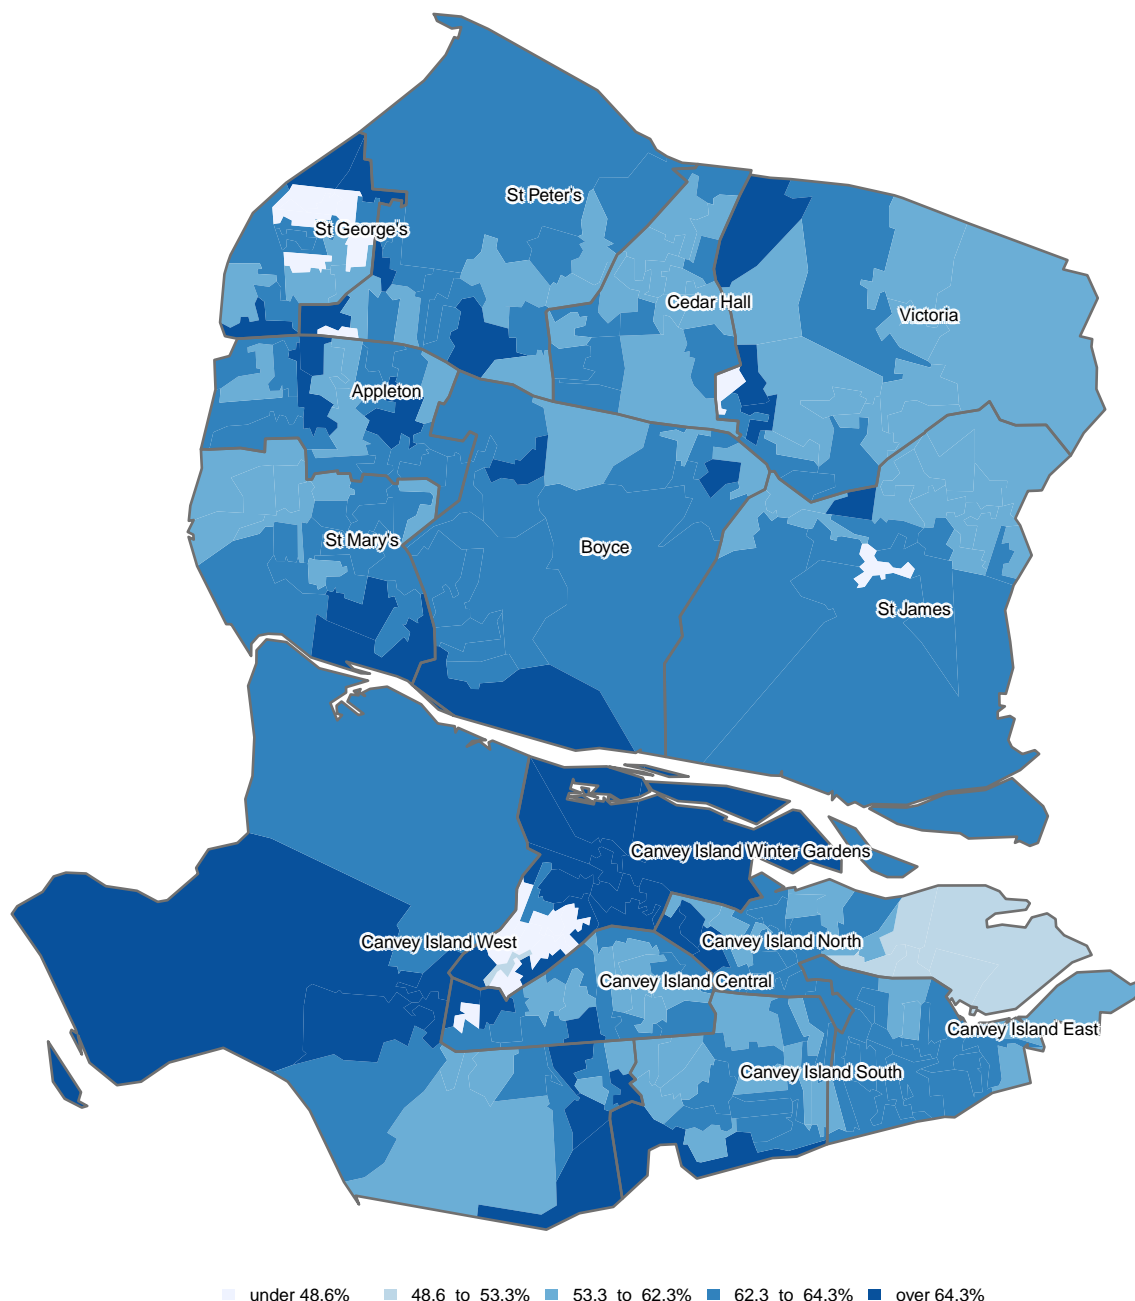 St Peter's
St George's
Cedar Hall
Victoria
Appleton
St Mary's
Boyce
St James
Canvey Island Winter Gardens
Canvey Island West
Canvey Island North
Canvey Island Central
Canvey Island East
Canvey Island South
under 48.6% 48.6 to 53.3% 53.3 to 62.3% 62.3 to 64.3% over 64.3%